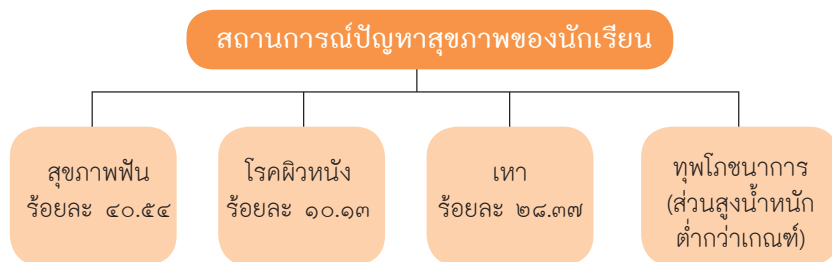 สถานการณ์ปัญหาสุขภาพของนักเรียน
สุขภาพฟัน
ร้อยละ ๔๐.๕๔
โรคผิวหนัง
ร้อยละ ๑๐.๑๓
เหา
ร้อยละ ๒๘.๓๗
ทุพโภชนาการ
(ส่วนสูงน้ำหนัก
ต่ำกว่าเกณฑ์)